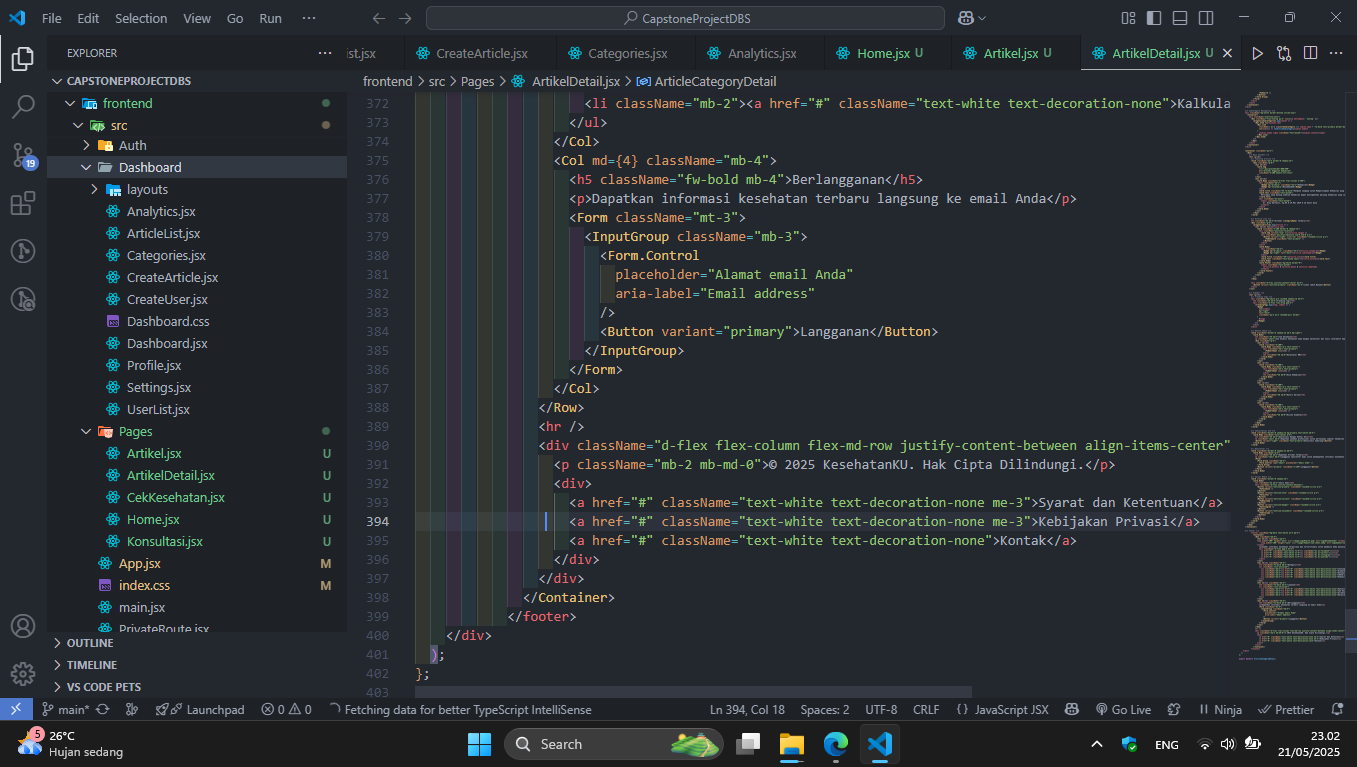 File Edit Selection View Go Run ···
CapstoneProjectDBS
EXPLORER ···
CAPSTONEPROJECTDBS
frontend
src
Auth
Dashboard
layouts
Analytics.jsx
ArticleList.jsx
Categories.jsx
CreateArticle.jsx
CreateUser.jsx
Dashboard.css
Dashboard.jsx
Profile.jsx
Settings.jsx
UserList.jsx
Pages
Artikel.jsx U
ArtikelDetail.jsx U
CekKesehatan.jsx U
Home.jsx U
Konsultasi.jsx U
App.jsx M
index.css M
main.jsx
PrivateRoute.jsx
OUTLINE
TIMELINE
VS CODE PETS
19
ist.jsx CreateArticle.jsx Categories.jsx Analytics.jsx Home.jsx U Artikel.jsx U ArtikelDetail.jsx U
frontend > src > Pages > ArtikelDetail.jsx > ArticleCategoryDetail
372 <li className="mb-2"><a href="#" className="text-white text-decoration-none">Kalkula
373 </ul>
374 </Col>
375 <Col md={4} className="mb-4">
376 <h5 className="fw-bold mb-4">Berlangganan</h5>
377 <p>Dapatkan informasi kesehatan terbaru langsung ke email Anda</p>
378 <Form className="mt-3">
379 <InputGroup className="mb-3">
380 <Form.Control
381 placeholder="Alamat email Anda"
382 aria-label="Email address"
383 />
384 <Button variant="primary">Langganan</Button>
385 </InputGroup>
386 </Form>
387 </Col>
388 </Row>
389 <hr />
390 <div className="d-flex flex-column flex-md-row justify-content-between align-items-center"
391 <p className="mb-2 mb-md-0">© 2025 KesehatanKU. Hak Cipta Dilindungi.</p>
392 <div>
393 <a href="#" className="text-white text-decoration-none me-3">Syarat dan Ketentuan</a>
394 <a href="#" className="text-white text-decoration-none me-3">Kebijakan Privasi</a>
395 <a href="#" className="text-white text-decoration-none">Kontak</a>
396 </div>
397 </div>
398 </Container>
399 </footer>
400 </div>
401 );
402 };
403
main* Launchpad 0 0 Fetching data for better TypeScript IntelliSense Ln 394, Col 18 Spaces: 2 UTF-8 CRLF {} JavaScript JSX Go Live Ninja Prettier
5
26°C
Hujan sedang
Search
ENG
23.02
21/05/2025